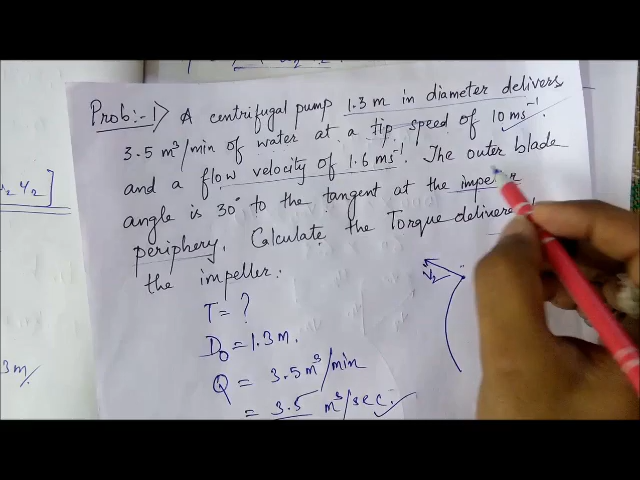 Prob:-1) A centrifugal pump 1.3 m in diameter delivers
3.5 m³/min of water at a tip speed of 10 ms⁻¹
and a flow velocity of 1.6 ms⁻¹. The outer blade
angle is 30° to the tangent at the
periphery. Calculate the Torque delivered
the impeller.
T = ?
D₀ = 1.3 m.
Q = 3.5 m³/min
= 3.5 m³/sec.
V₂
3 m/